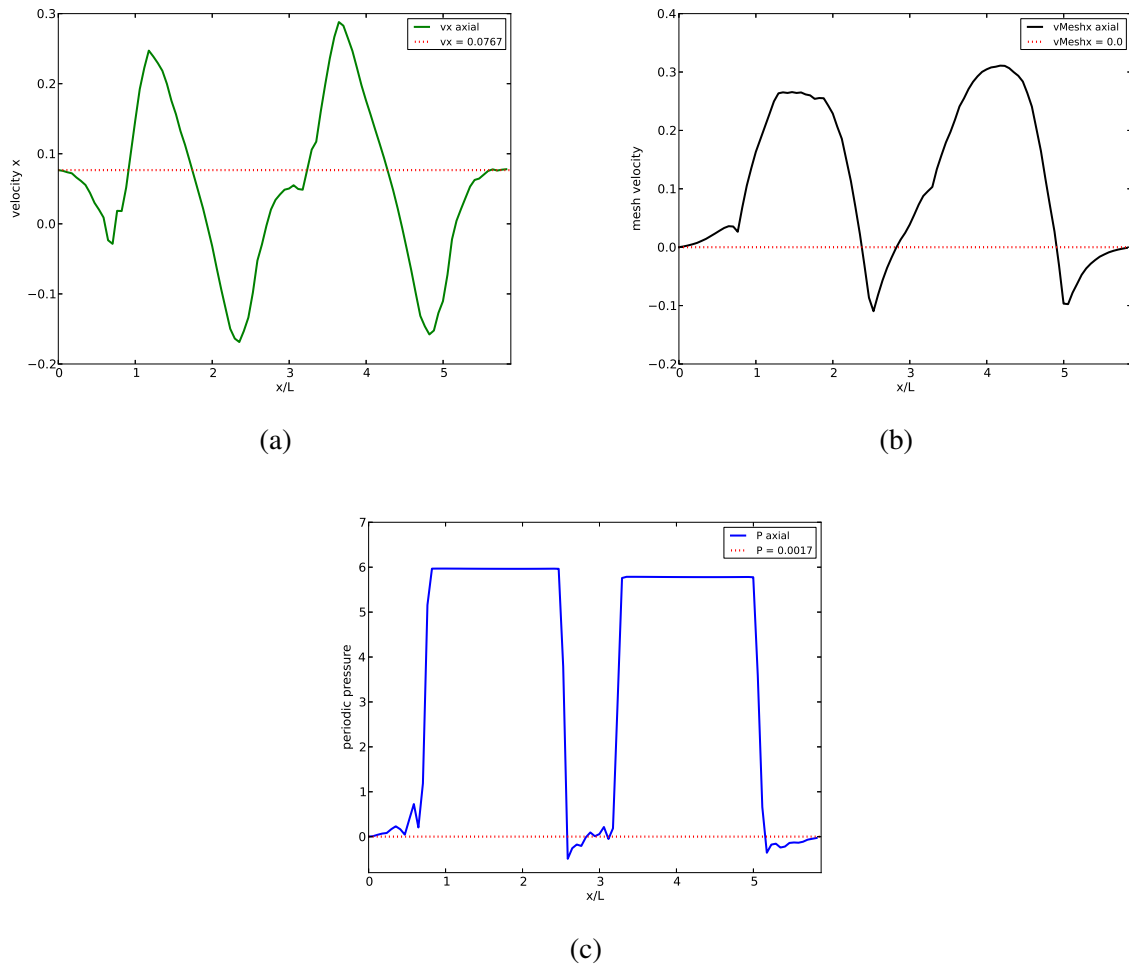 0.3
0.2
0.1
0.0
−0.1
−0.2
velocity x
0 1 2 3 4 5
x/L
vx axial
vx = 0.0767
(a)
0.4
0.3
0.2
0.1
0.0
−0.1
−0.2
mesh velocity
0 1 2 3 4 5
x/L
vMeshx axial
vMeshx = 0.0
(b)
7
6
5
4
3
2
1
0
periodic pressure
0 1 2 3 4 5
x/L
P axial
P = 0.0017
(c)